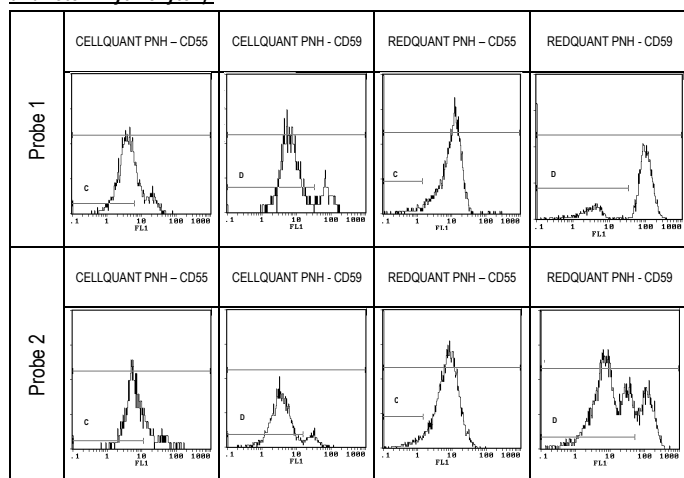 CELLQUANT PNH – CD55
CELLQUANT PNH - CD59
REDQUANT PNH – CD55
REDQUANT PNH - CD59
Probe 1
C
.1 1 10 100 1000
FL1
D
.1 1 10 100 1000
FL1
C
.1 1 10 100 1000
FL1
D
.1 1 10 100 1000
FL1
CELLQUANT PNH – CD55
CELLQUANT PNH - CD59
REDQUANT PNH – CD55
REDQUANT PNH - CD59
Probe 2
C
.1 1 10 100 1000
FL1
D
.1 1 10 100 1000
FL1
C
.1 1 10 100 1000
FL1
D
.1 1 10 100 1000
FL1